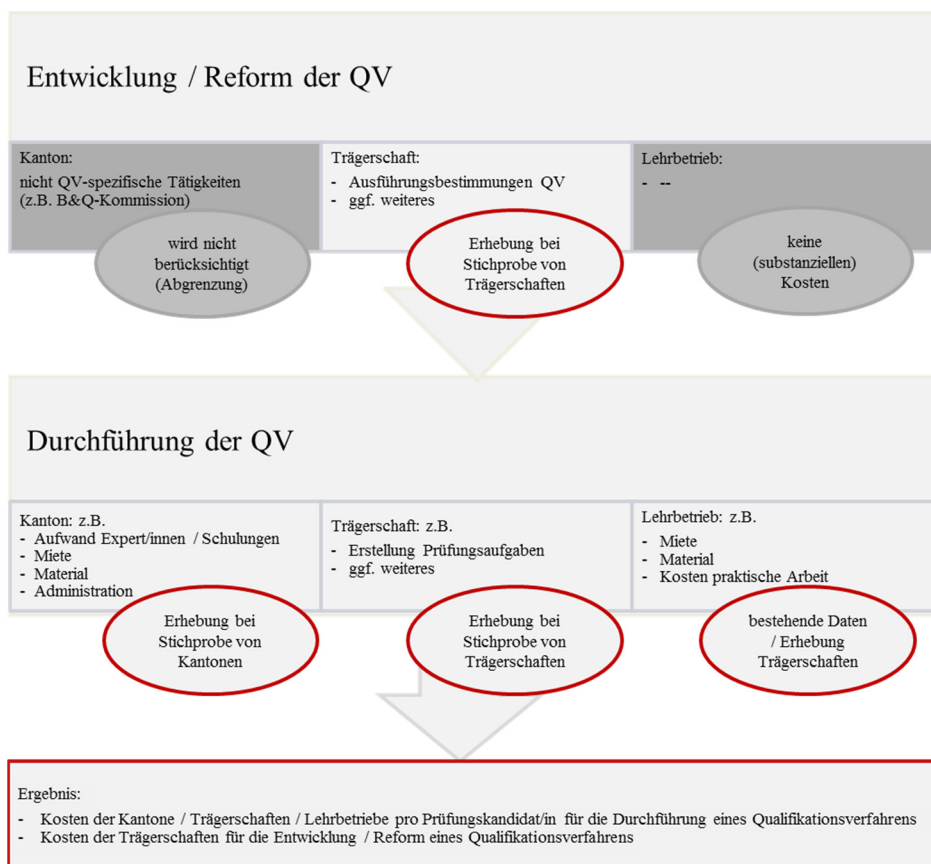 Entwicklung / Reform der QV
Kanton:
nicht QV-spezifische Tätigkeiten
(z.B. B&Q-Kommission)
wird nicht
berücksichtigt
(Abgrenzung)
Trägerschaft:
- Ausführungsbestimmungen QV
- ggf. weiteres
Erhebung bei
Stichprobe von
Trägerschaften
Lehrbetrieb:
- --
keine
(substanziellen)
Kosten
Durchführung der QV
Kanton: z.B.
- Aufwand Expert/innen / Schulungen
- Miete
- Material
- Administration
Erhebung bei
Stichprobe von
Kantonen
Trägerschaft: z.B.
- Erstellung Prüfungsaufgaben
- ggf. weiteres
Erhebung bei
Stichprobe von
Trägerschaften
Lehrbetrieb: z.B.
- Miete
- Material
- Kosten praktische Arbeit
bestehende Daten
/ Erhebung
Trägerschaften
Ergebnis:
- Kosten der Kantone / Trägerschaften / Lehrbetriebe pro Prüfungskandidat/in für die Durchführung eines Qualifikationsverfahrens
- Kosten der Trägerschaften für die Entwicklung / Reform eines Qualifikationsverfahrens